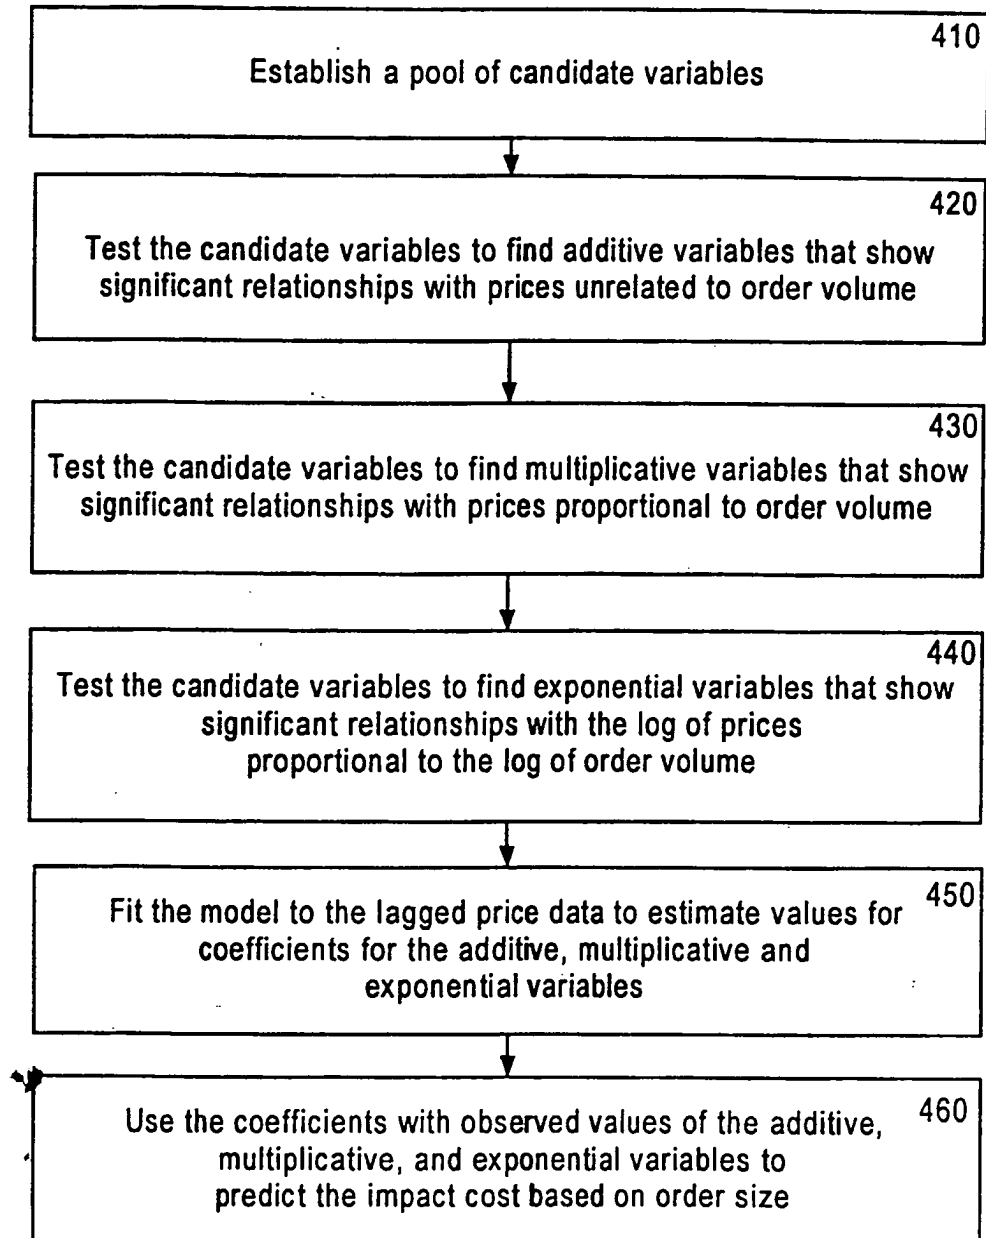 410
Establish a pool of candidate variables
420
Test the candidate variables to find additive variables that show
significant relationships with prices unrelated to order volume
430
Test the candidate variables to find multiplicative variables that show
significant relationships with prices proportional to order volume
440
Test the candidate variables to find exponential variables that show
significant relationships with the log of prices
proportional to the log of order volume
450
Fit the model to the lagged price data to estimate values for
coefficients for the additive, multiplicative and
exponential variables
460
Use the coefficients with observed values of the additive,
multiplicative, and exponential variables to
predict the impact cost based on order size